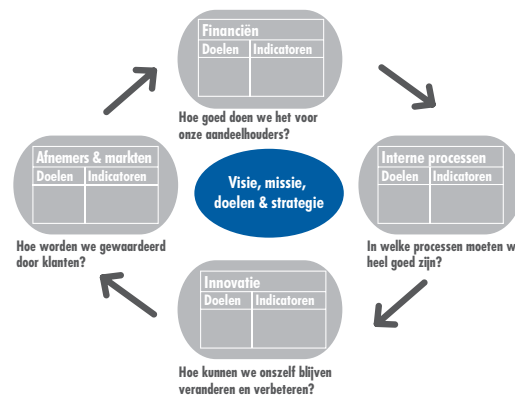 Financiën
Doelen Indicatoren
Hoe goed doen we het voor
onze aandeelhouders?
Afnemers & markten
Doelen Indicatoren
Hoe worden we gewaardeerd
door klanten?
Visie, missie,
doelen & strategie
Interne processen
Doelen Indicatoren
In welke processen moeten w
heel goed zijn?
Innovatie
Doelen Indicatoren
Hoe kunnen we onszelf blijven
veranderen en verbeteren?